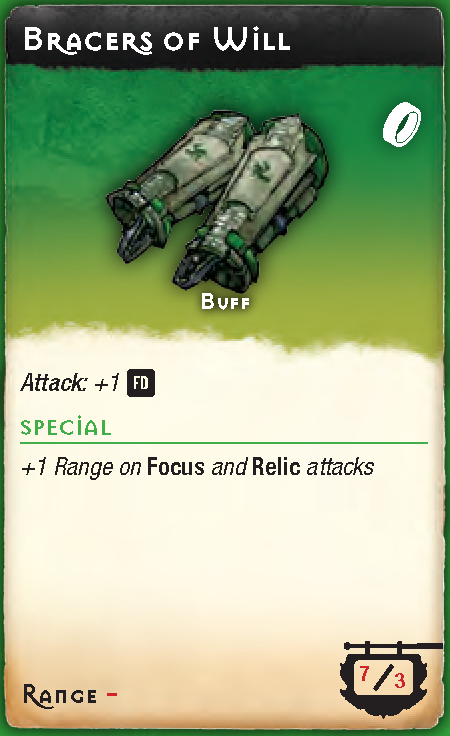 Bracers of Will
Buff
Attack: +1 FD
SPECIAL
+1 Range on Focus and Relic attacks
Range -
7/3